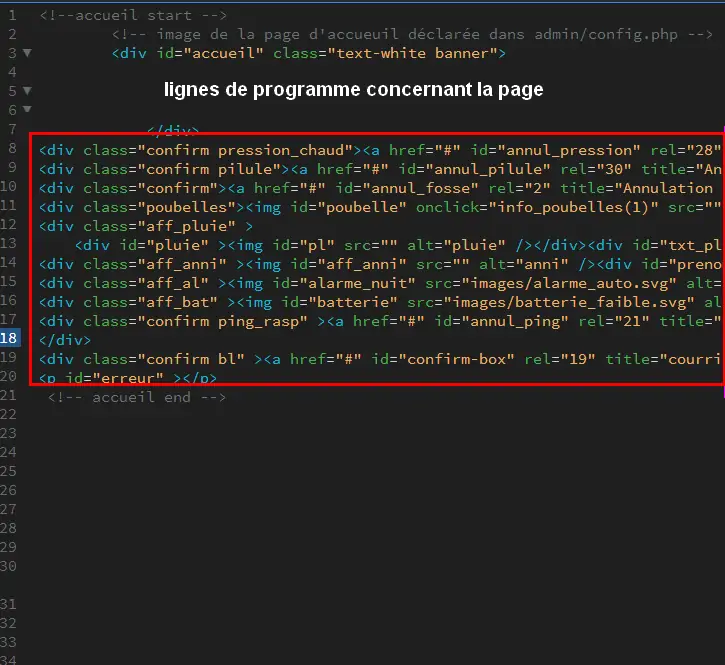 1 <!--accueil start -->
2 <!-- image de la page d'accueuil déclarée dans admin/config.php -->
3 <div id="accueil" class="text-white banner">
4
5 lignes de programme concernant la page
6
7 </div>
8 <div class="confirm pression_chaud"><a href="#" id="annul_pression" rel="28"
9 <div class="confirm pilule"><a href="#" id="annul_pilule" rel="30" title="An
10 <div class="confirm"><a href="#" id="annul_fosse" rel="2" title="Annulation
11 <div class="poubelles"><img id="poubelle" onclick="info_poubelles(1)" src=""
12 <div class="aff_pluie" >
13 <div id="pluie" ><img id="pl" src="" alt="pluie" /></div><div id="txt_pl
14 <div class="aff_anni" ><img id="aff_anni" src="" alt="anni" /><div id="preno
15 <div class="aff_al" ><img id="alarme_nuit" src="images/alarme_auto.svg" alt=
16 <div class="aff_bat" ><img id="batterie" src="images/batterie_faible.svg" al
17 <div class="confirm ping_rasp" ><a href="#" id="annul_ping" rel="21" title="
18 </div>
19 <div class="confirm bl" ><a href="#" id="confirm-box" rel="19" title="courri
20 <p id="erreur" ></p>
21 <!-- accueil end -->
22
23
24
25
26
27
28
29
30
31
32
33
34